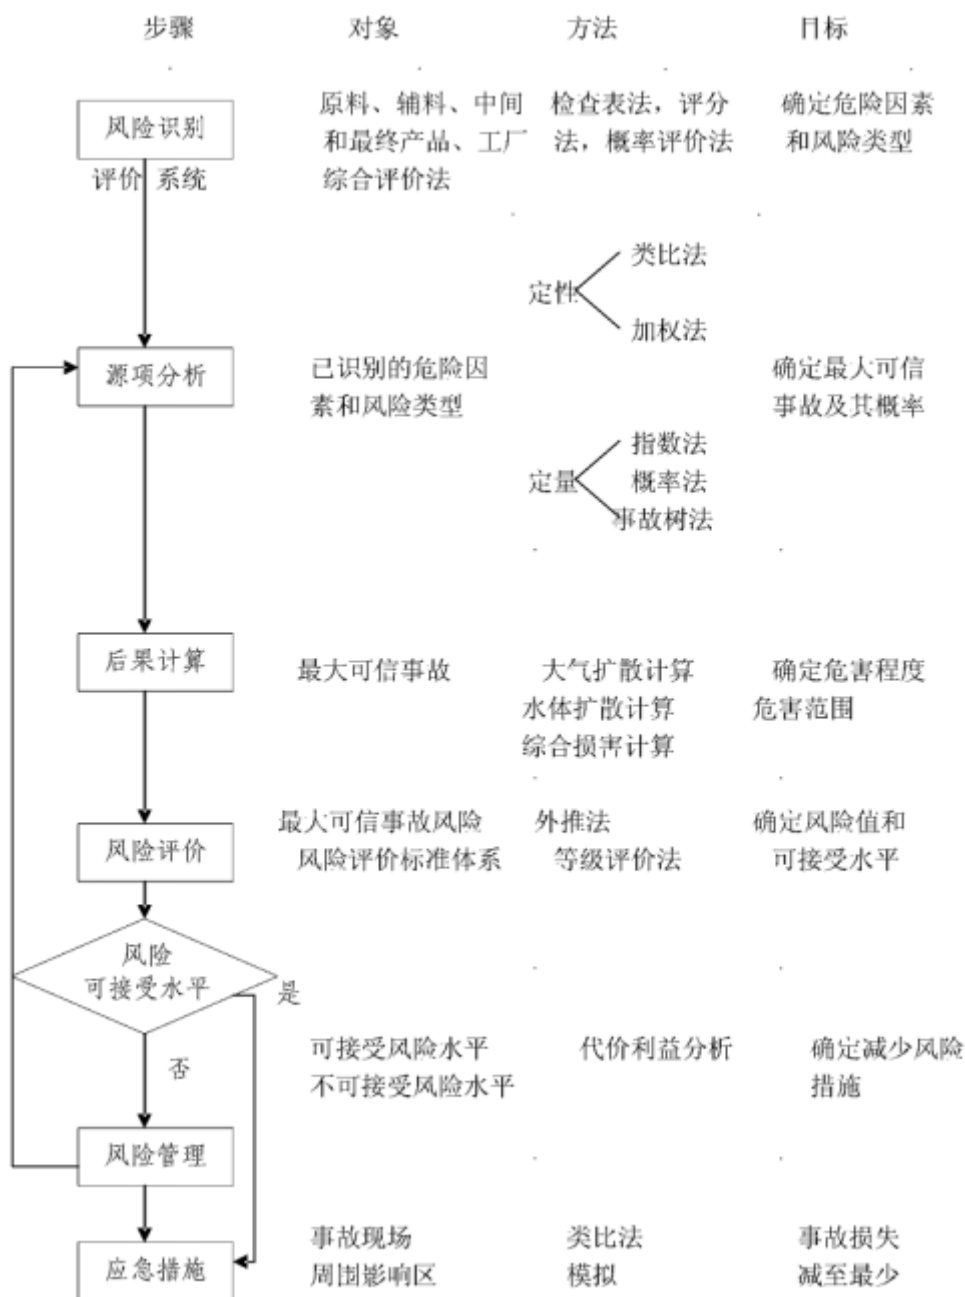 步骤 对象 方法 目标
原料、辅料、中间 检查表法，评分 确定危险因素
风险识别 和最终产品、工厂 法，概率评价法 和风险类型
评价 系统 综合评价法
类比法
定性
加权法
源项分析 已识别的危险因 确定最大可信
素和风险类型 事故及其概率
指数法
定量 概率法
事故树法
后果计算 最大可信事故 大气扩散计算 确定危害程度
水体扩散计算 危害范围
综合损害计算
最大可信事故风险 外推法 确定风险值和
风险评价 风险评价标准体系 等级评价法 可接受水平
风险
可接受水平 是
可接受风险水平 代价利益分析 确定减少风险
否 不可接受风险水平 措施
风险管理
事故现场 类比法 事故损失
应急措施 周围影响区 模拟 减至最少